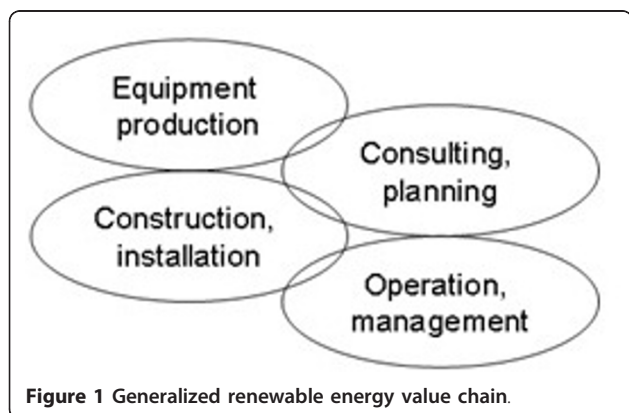 Equipment
production
Consulting,
planning
Construction,
installation
Operation,
management
Figure 1 Generalized renewable energy value chain.